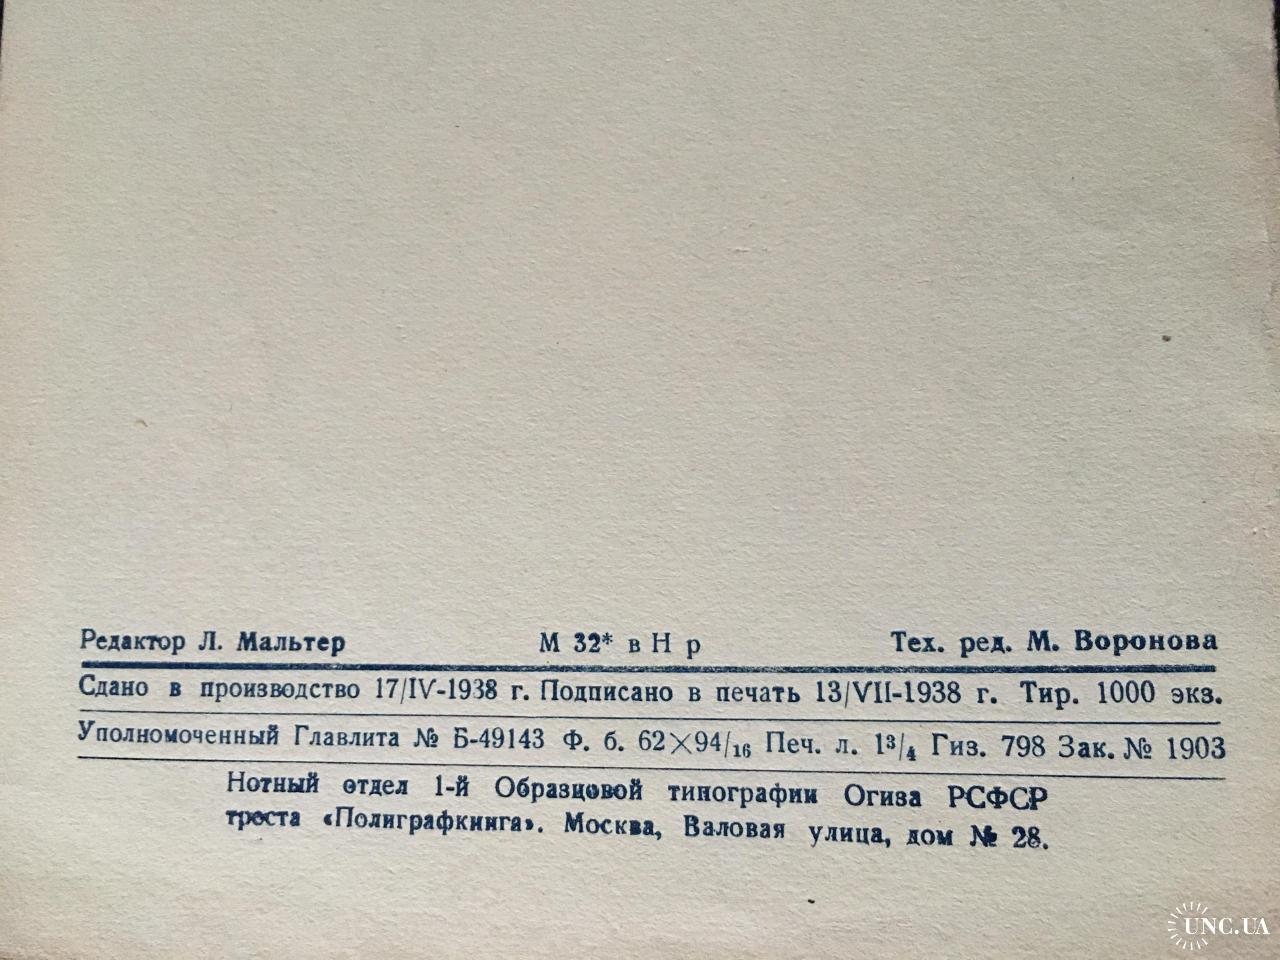 Редактор Л. Мальтер М 32* в Н р Тех. ред. М. Воронова
Сдано в производство 17/IV-1938 г. Подписано в печать 13/VII-1938 г. Тир. 1000 экз.
Уполномоченный Главлита № Б-49143 Ф. б. 62×94/16 Печ. л. 1 3/4 Гиз. 798 Зак. № 1903
Нотный отдел 1-й Образцовой типографии Огиза РСФСР
треста «Полиграфкнига». Москва, Валовая улица, дом № 28.
UNC.UA